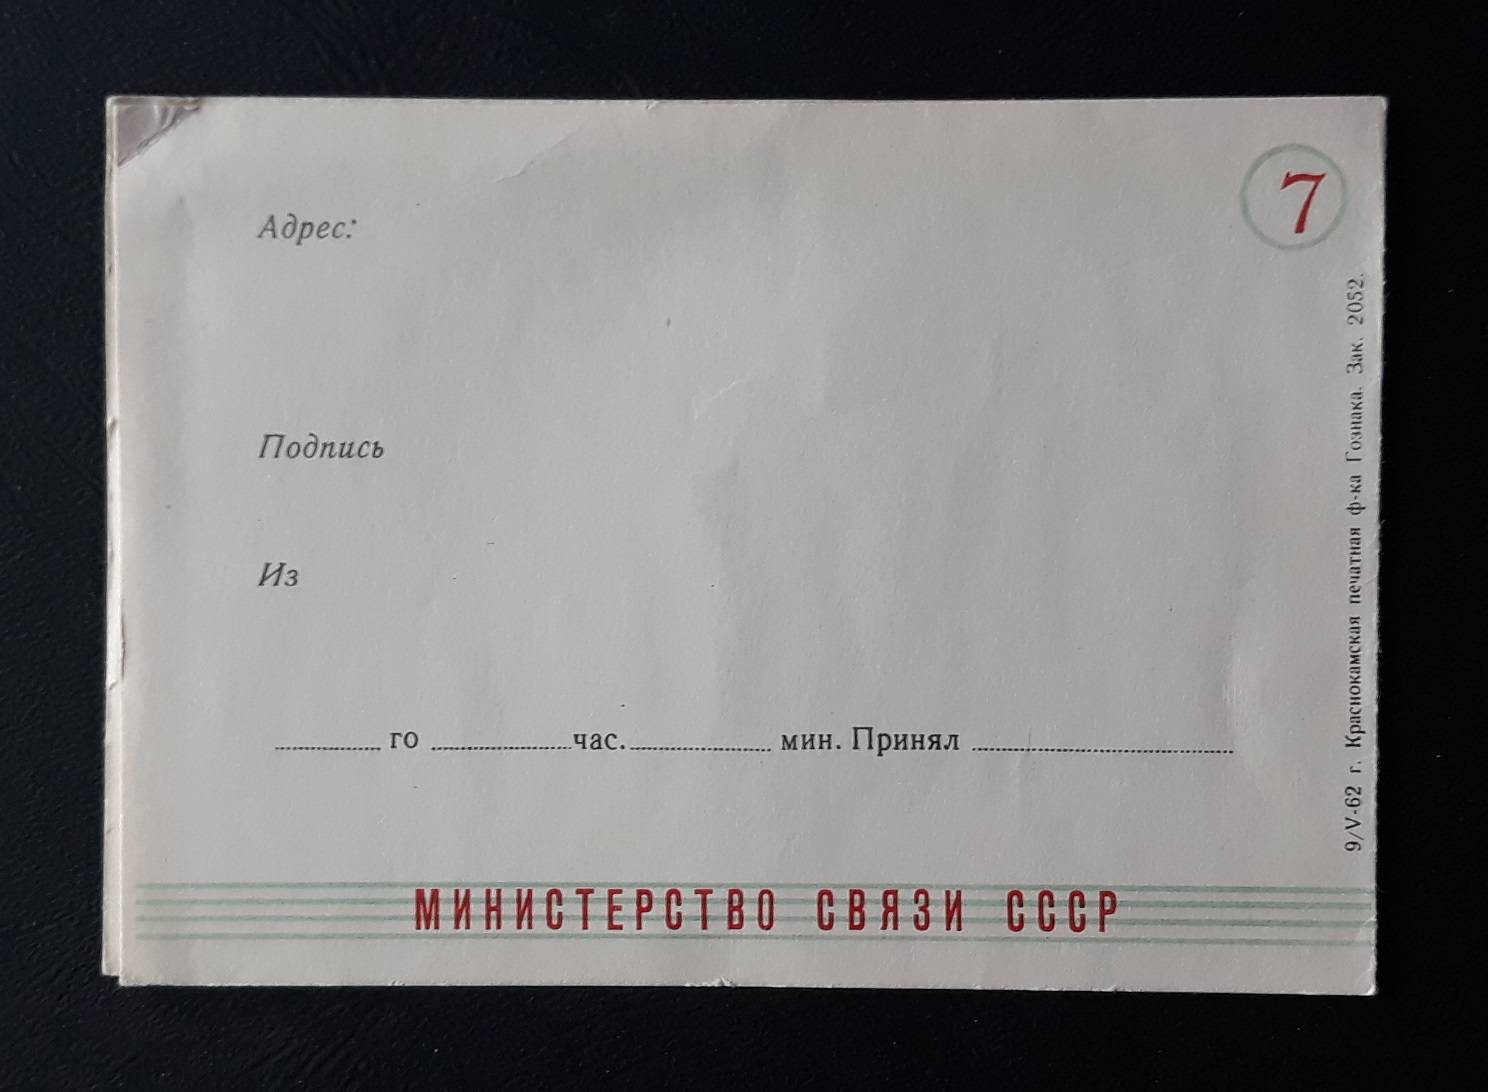 7
Адрес:
Подпись
Из
го час. мин. Принял
МИНИСТЕРСТВО СВЯЗИ СССР
9/V-62 г. Краснокамская печатная ф-ка Гознака. Зак. 2052.